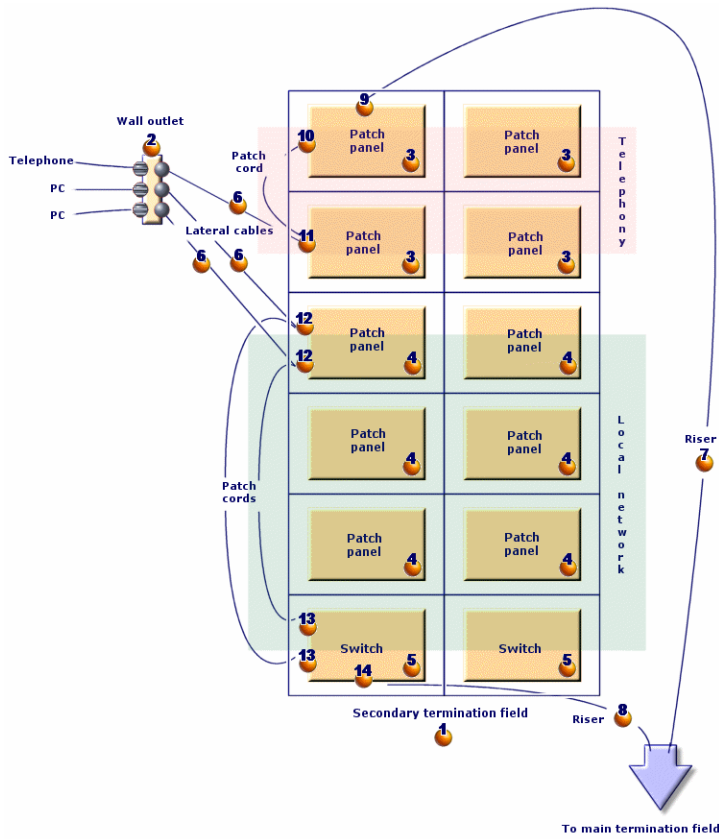 9
Wall outlet
2
10
Patch
panel
3
Patch
panel
3
Telephony
Telephone
PC
PC
Patch
cord
6
Lateral cables
6
6
11
Patch
panel
3
Patch
panel
3
12
12
Patch
panel
4
Patch
panel
4
Local network
Patch
panel
4
Patch
panel
4
Riser
7
Patch
cords
Patch
panel
4
Patch
panel
4
13
13
Switch
5
14
Switch
5
Secondary termination field
1
Riser
8
To main termination field